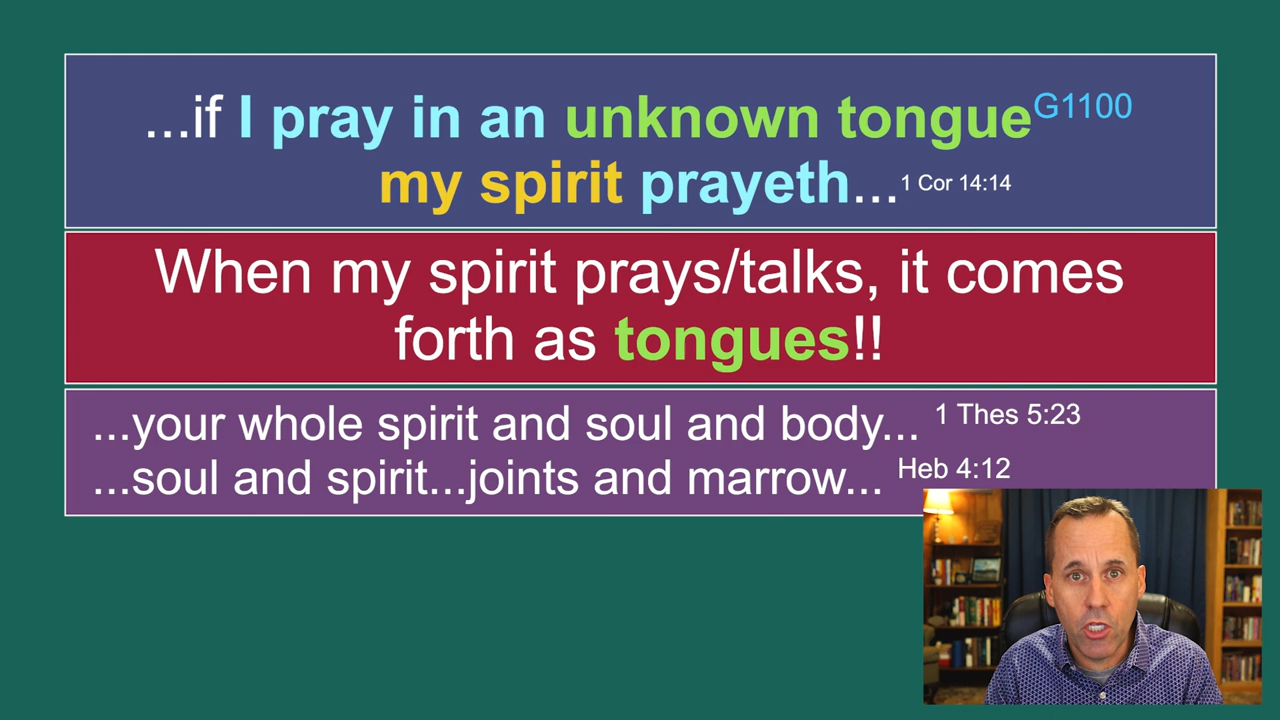 ...if I pray in an unknown tongueG1100
my spirit prayeth...1 Cor 14:14
When my spirit prays/talks, it comes
forth as tongues!!
...your whole spirit and soul and body... 1 Thes 5:23
...soul and spirit...joints and marrow... Heb 4:12